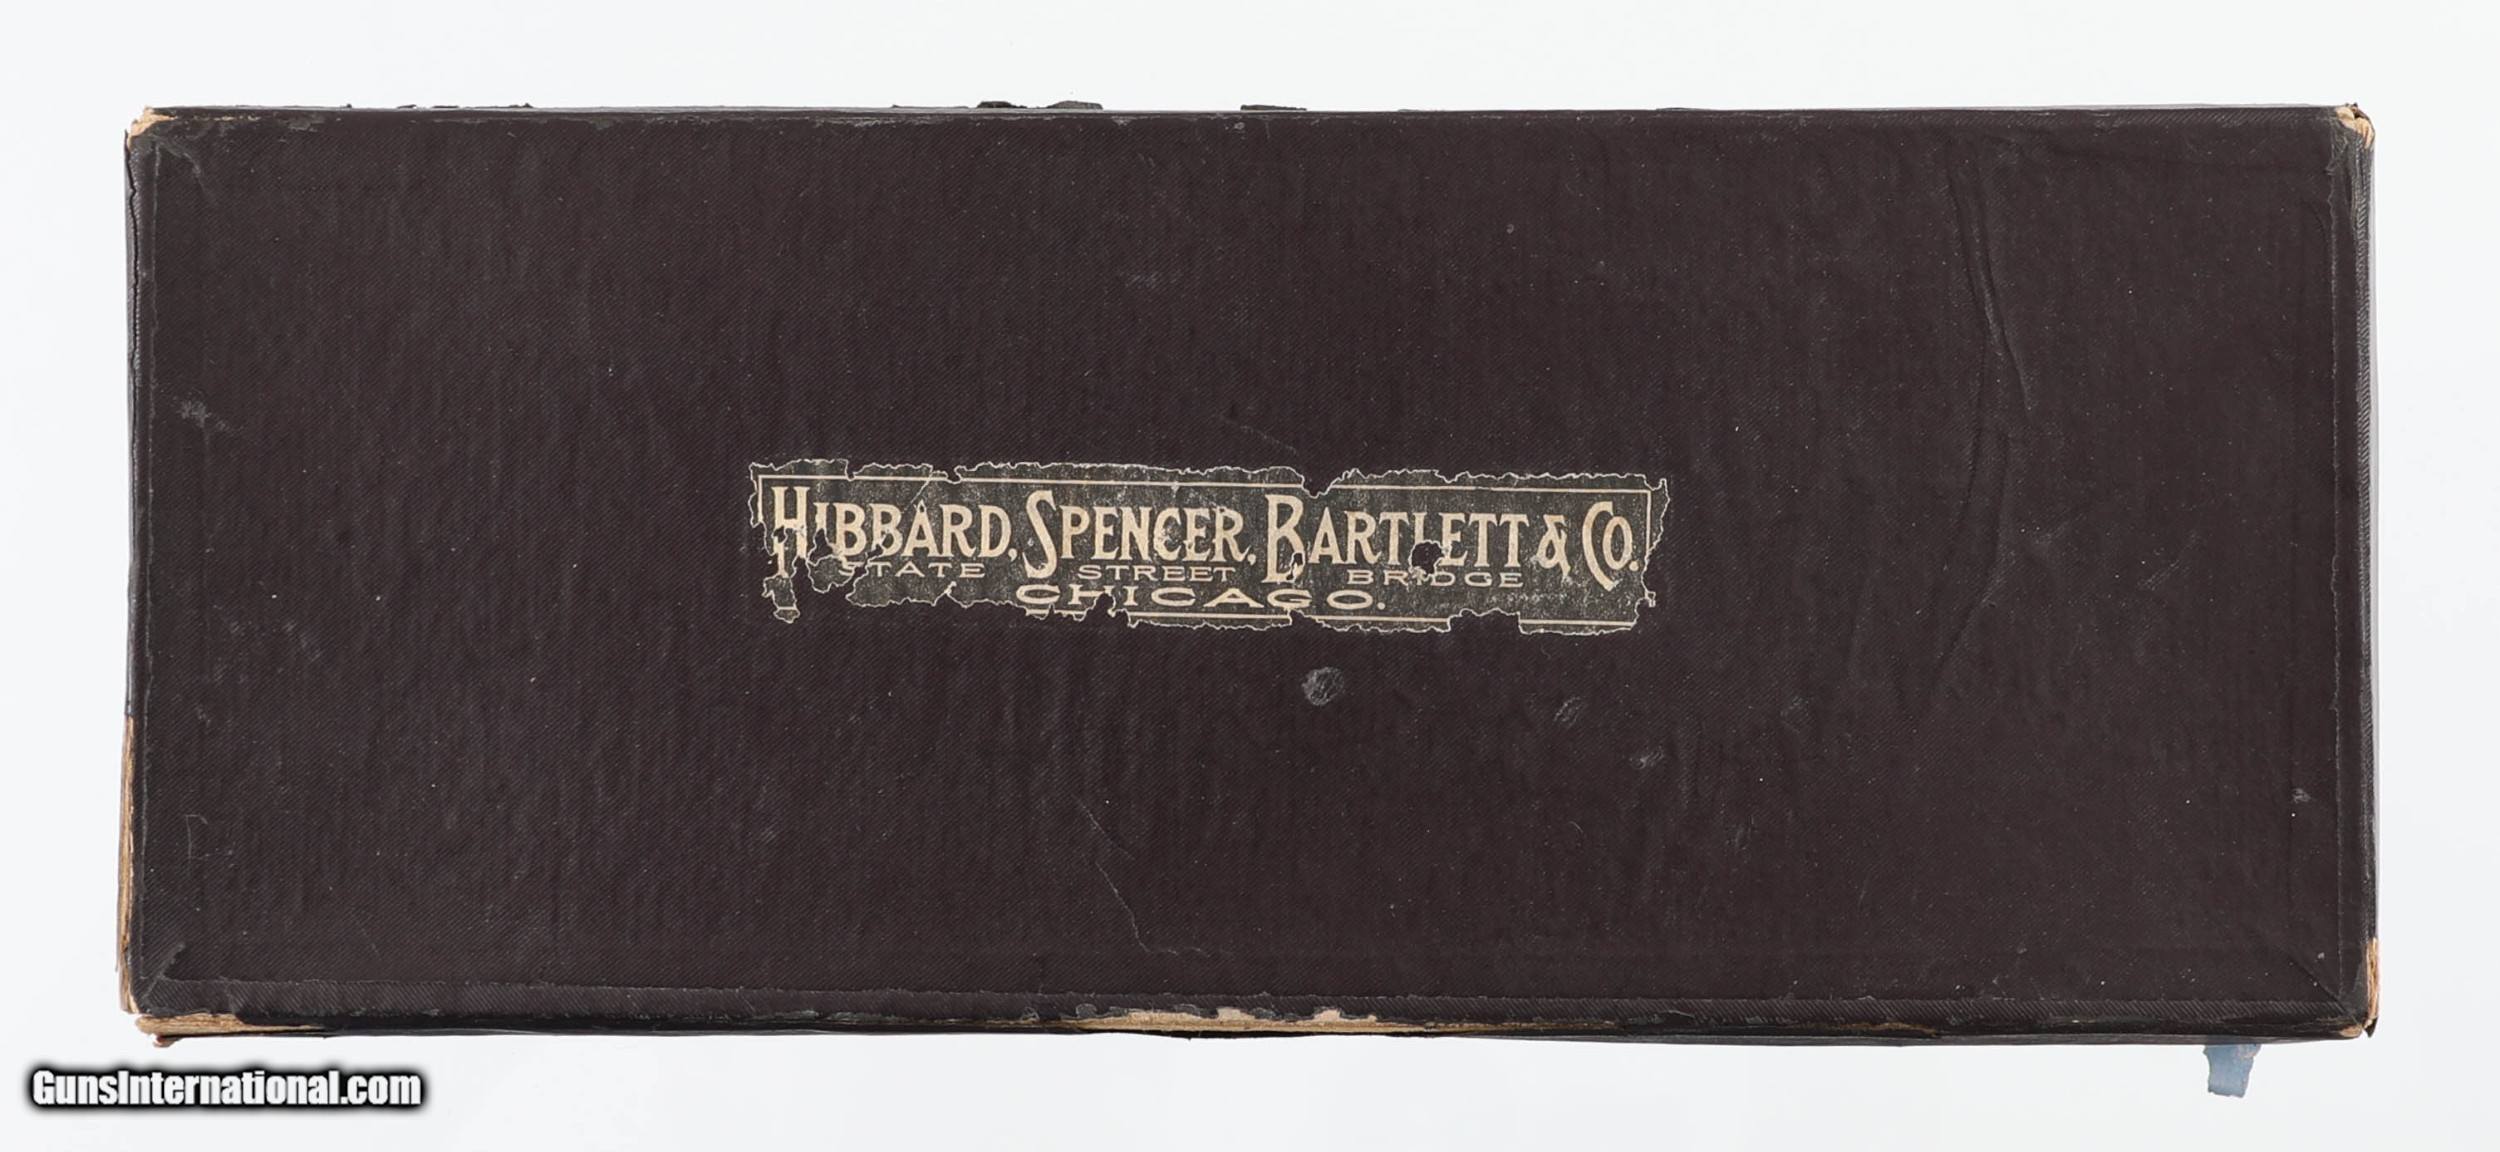 HIBBARD, SPENCER, BARTLETT & CO.
STATE STREET BRIDGE
CHICAGO.
GunsInternational.com